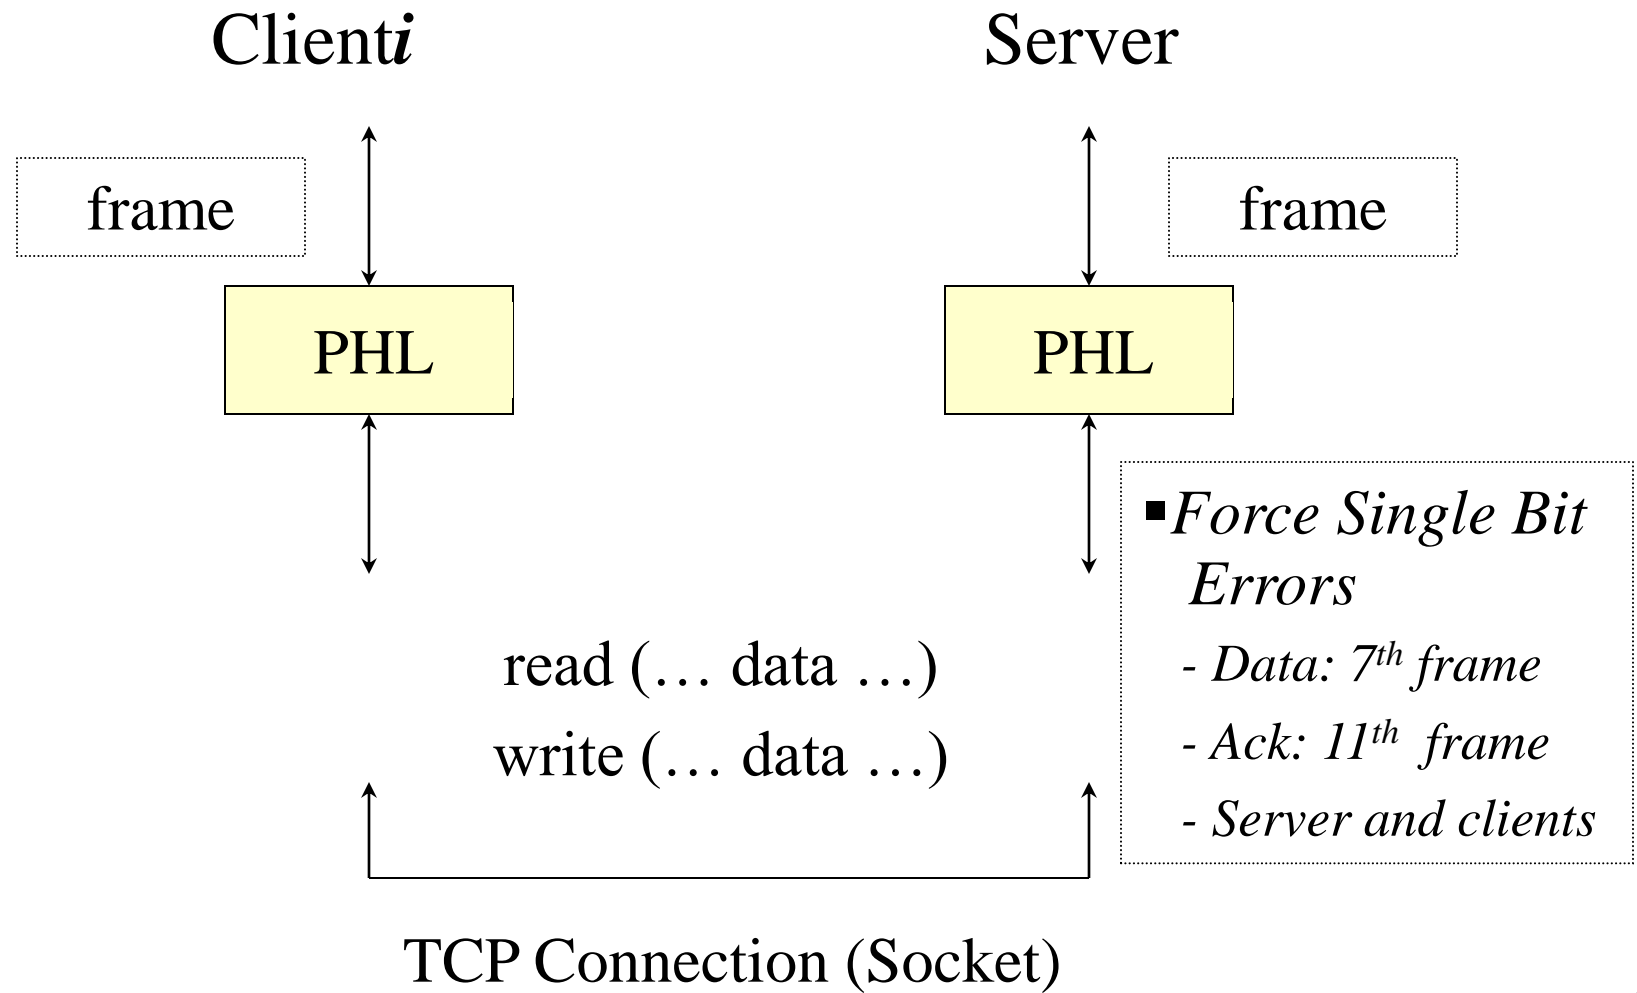 Clienti
Server
frame
frame
PHL
PHL
▪Force Single Bit
Errors
- Data: 7th frame
- Ack: 11th frame
- Server and clients
read (… data …)
write (… data …)
TCP Connection (Socket)